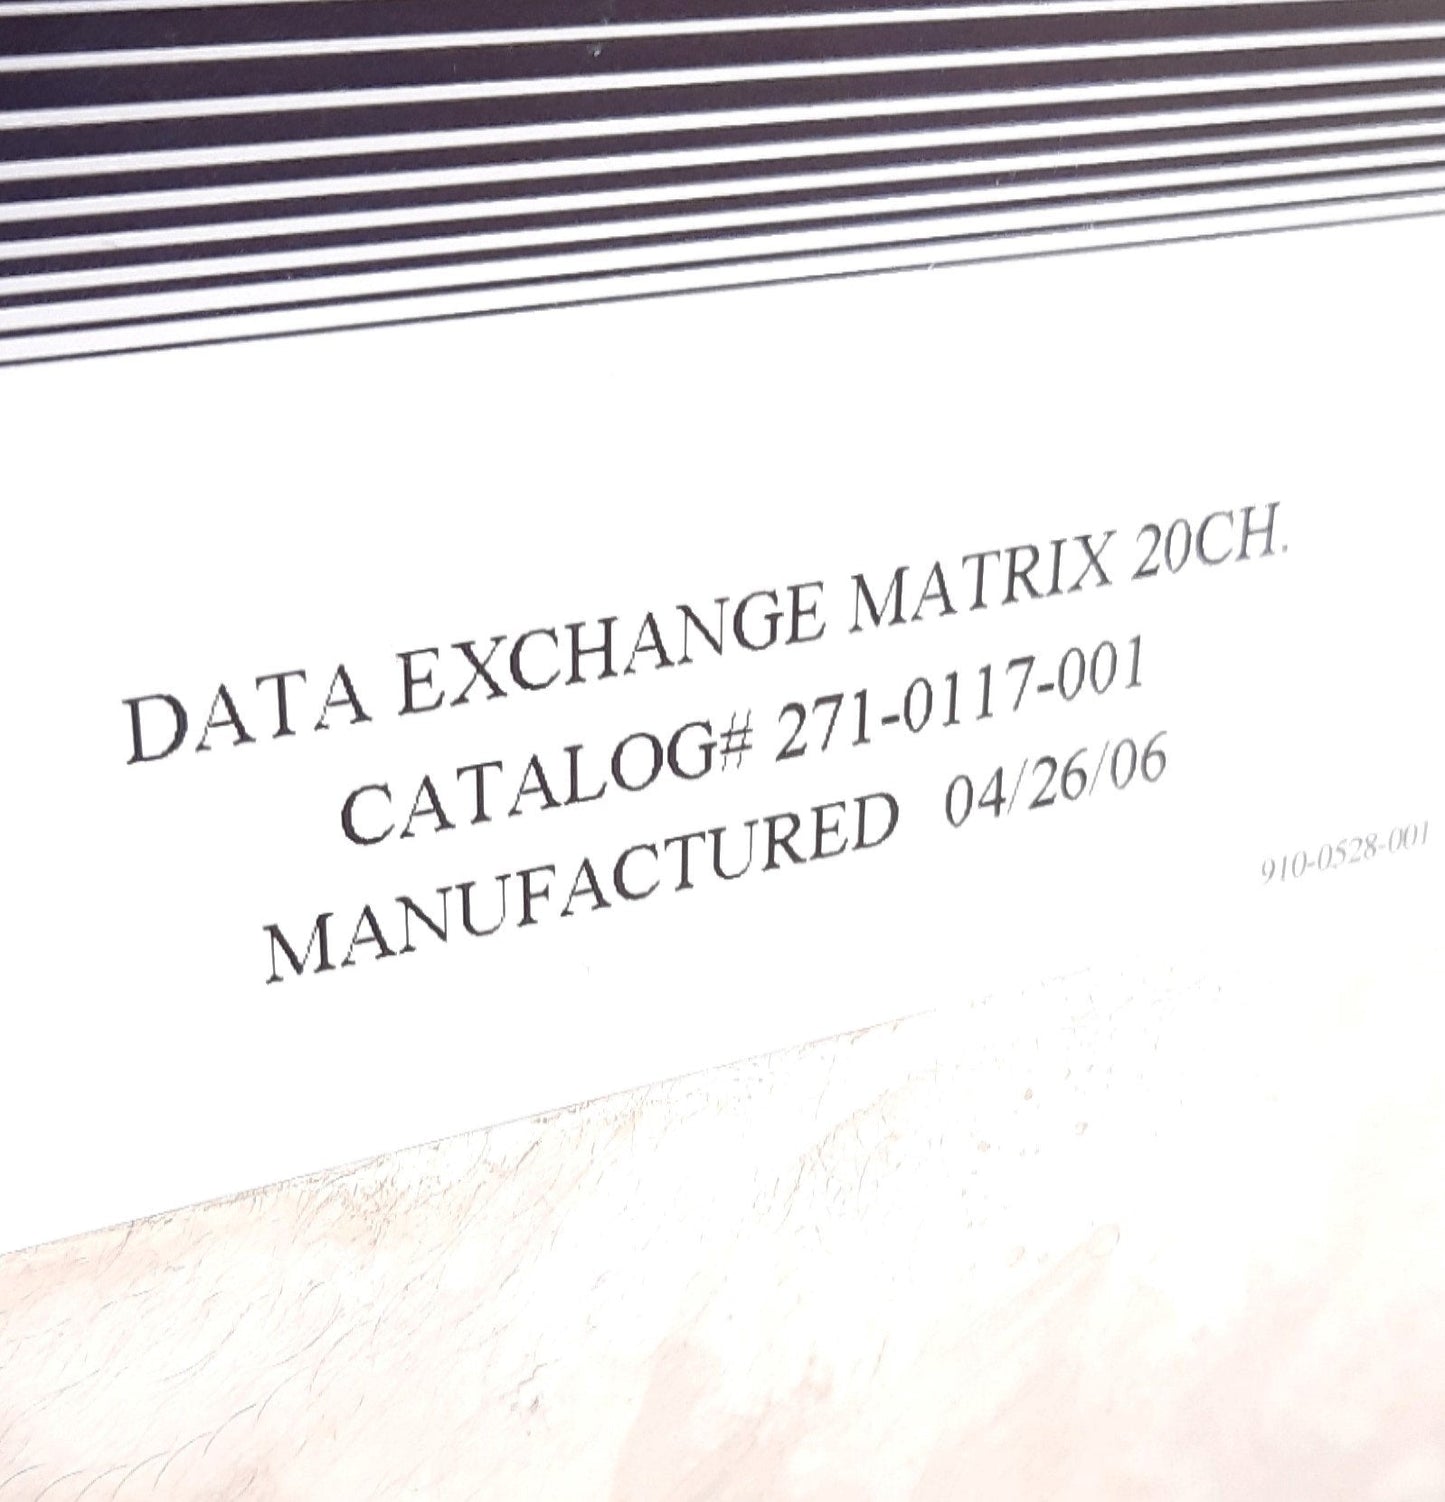 DATA EXCHANGE MATRIX 20CH.
CATALOG# 271-0117-001
MANUFACTURED 04/26/06
910-0528-001